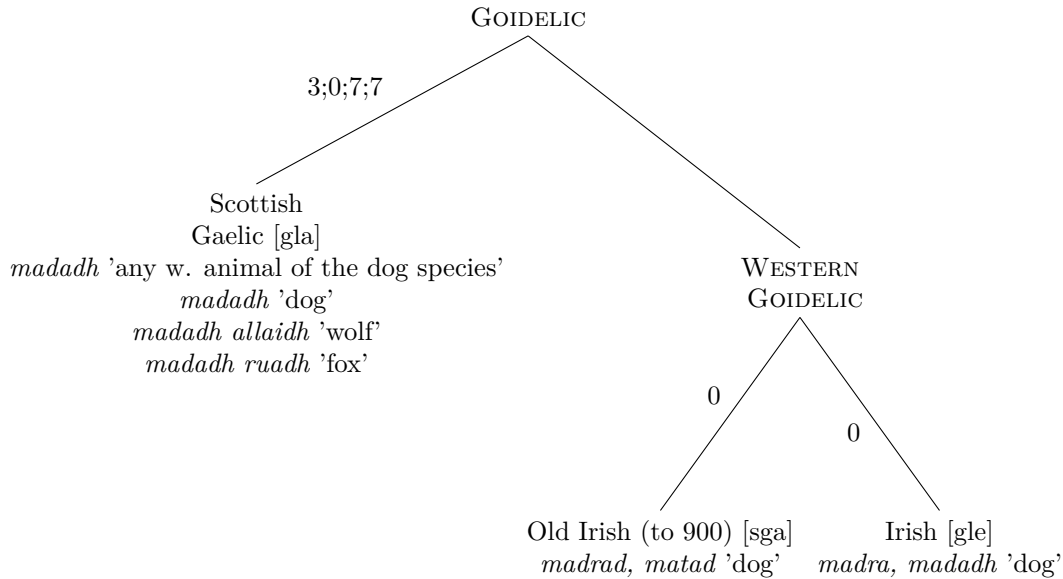 GOIDELIC
3;0;7;7
Scottish
Gaelic [gla]
madadh 'any w. animal of the dog species'
madadh 'dog'
madadh allaidh 'wolf'
madadh ruadh 'fox'
WESTERN
GOIDELIC
0
0
Old Irish (to 900) [sga]
madrad, matad 'dog'
Irish [gle]
madra, madadh 'dog'